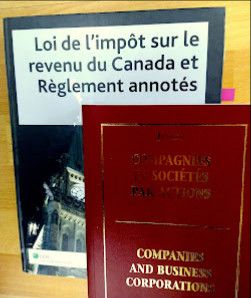 Loi de l'impôt sur le
revenu du Canada et
Règlement annotés
COMPAGNIES
ET SOCIÉTÉS
PAR ACTIONS
COMPANIES
AND BUSINESS
CORPORATIONS